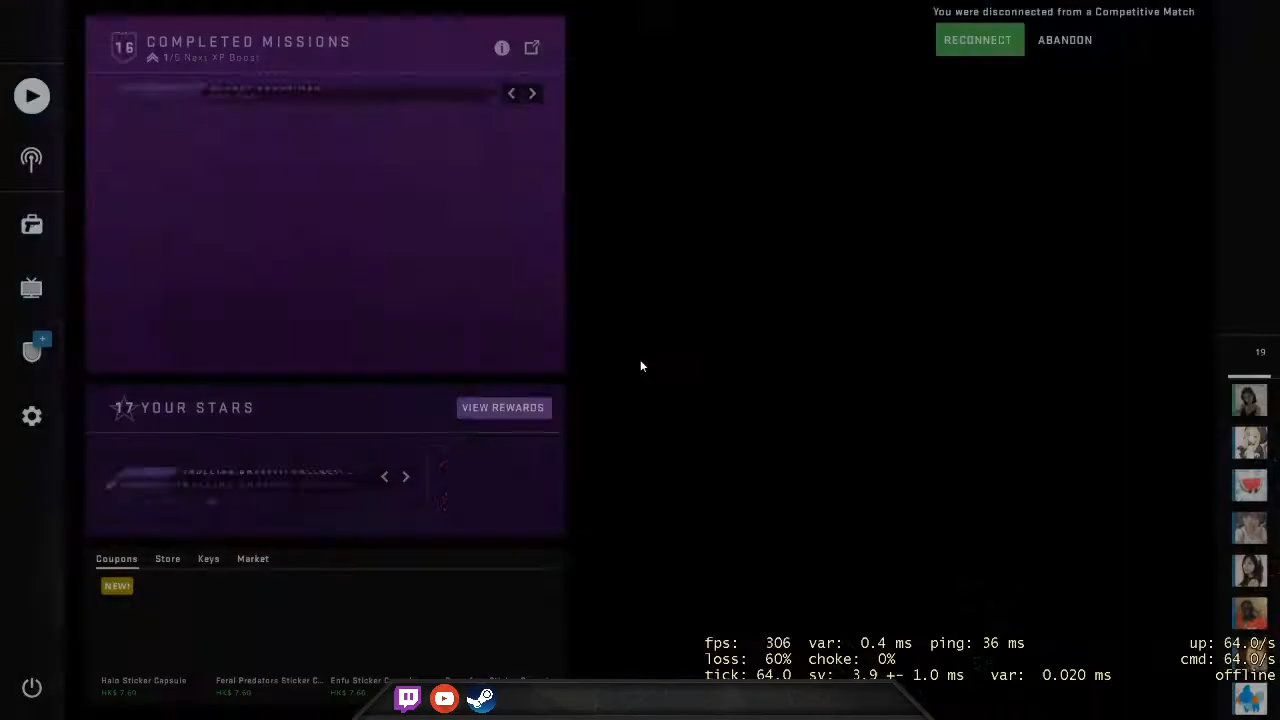 You were disconnected from a Competitive Match
RECONNECT
ABANDON
16
COMPLETED MISSIONS
1/5 Next XP Boost
17 YOUR STARS
VIEW REWARDS
Coupons
Store
Keys
Market
NEW!
Halo Sticker Capsule
HK$ 7.60
Feral Predators Sticker C...
HK$ 7.60
Enfu Sticker
HK$ 7.60
19
fps: 306 var: 0.4 ms ping: 36 ms
up: 64.0/s
loss: 60% choke: 0%
cmd: 64.0/s
tick: 64.0 sv: 3.9 +- 1.0 ms var: 0.020 ms
offline